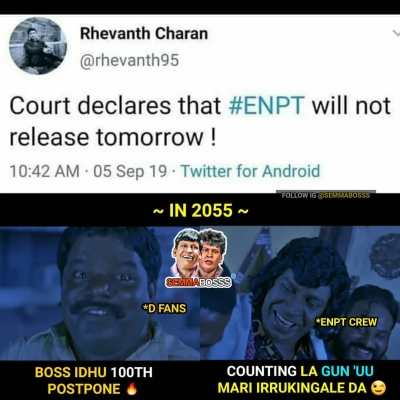 Rhevanth Charan
@rhevanth95
Court declares that #ENPT will not
release tomorrow !
10:42 AM · 05 Sep 19 · Twitter for Android
FOLLOW IG @SEMMABOSSS
~ IN 2055 ~
SEMMABOSSS
*D FANS
*ENPT CREW
BOSS IDHU 100TH
POSTPONE 🔥
COUNTING LA GUN 'UU
MARI IRRUKINGALE DA 😅